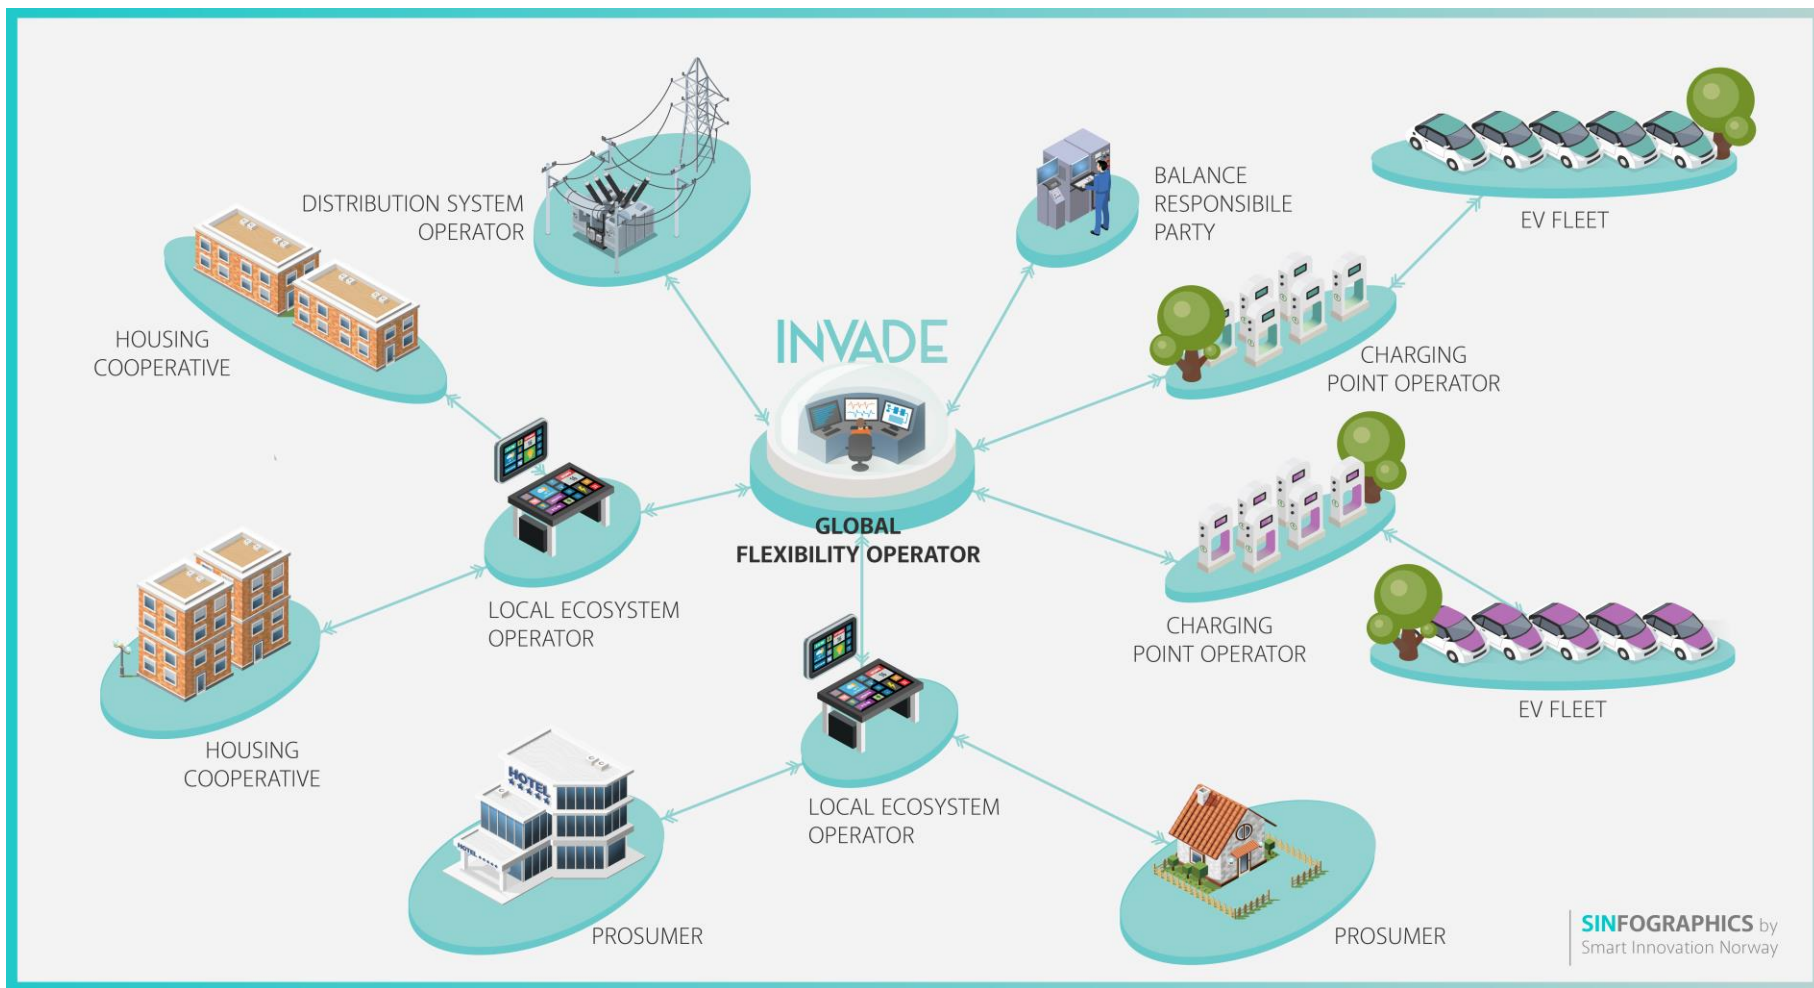 DISTRIBUTION SYSTEM
OPERATOR
BALANCE
RESPONSIBILE
PARTY
EV FLEET
HOUSING
COOPERATIVE
INVADE
CHARGING
POINT OPERATOR
GLOBAL
FLEXIBILITY OPERATOR
LOCAL ECOSYSTEM
OPERATOR
CHARGING
POINT OPERATOR
EV FLEET
HOUSING
COOPERATIVE
HOTEL
HOTEL
LOCAL ECOSYSTEM
OPERATOR
PROSUMER
PROSUMER
SINFOGRAPHICS by
Smart Innovation Norway